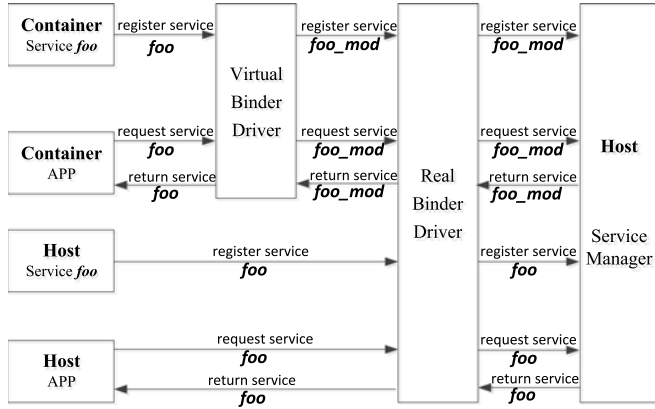 Container
Service foo
register service
foo
register service
foo_mod
register service
foo_mod
Virtual
Binder
Driver
Container
APP
request service
foo
request service
foo_mod
request service
foo_mod
return service
foo
return service
foo_mod
return service
foo_mod
Real
Binder
Driver
Host
Service
Manager
Host
Service foo
register service
foo
register service
foo
Host
APP
request service
foo
request service
foo
return service
foo
return service
foo